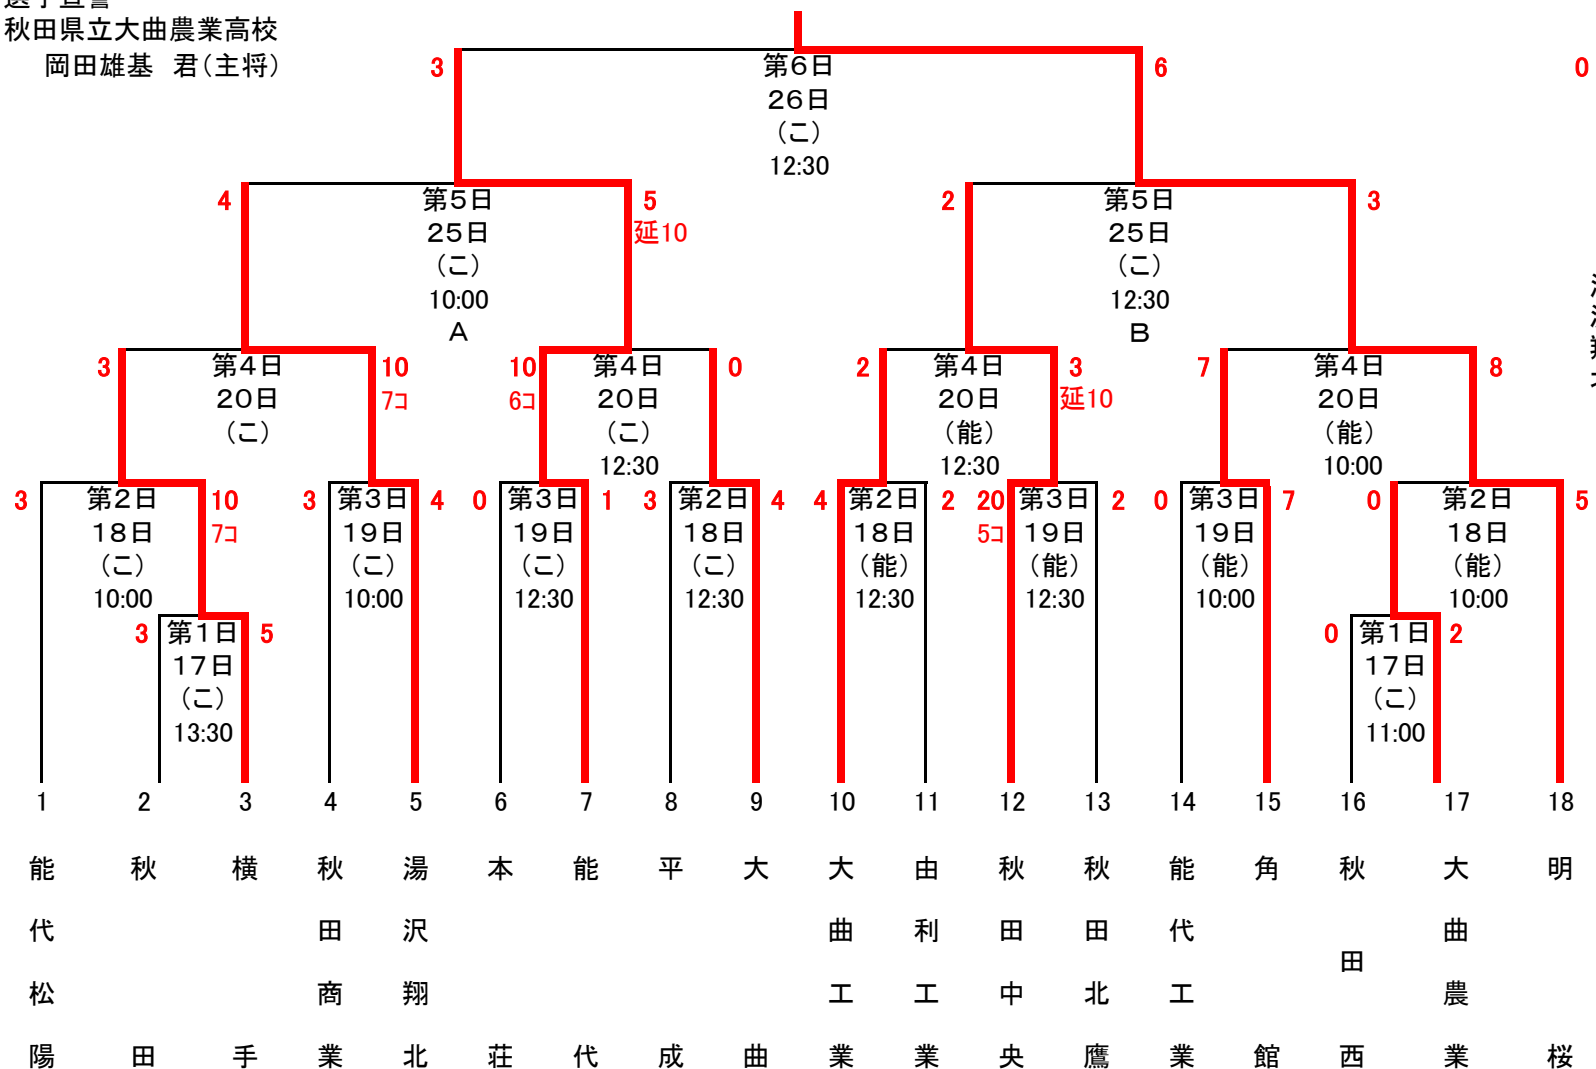 秋田県立大曲農業高校
岡田雄基 君（主将）
3 第6日 6 0
26日
（こ）
12:30
4 第5日 5 2 第5日 3
25日 延10 25日
（こ） （こ）
10:00 12:30
A B
3 第4日 10 10 第4日 0 2 第4日 3 7 第4日 8
20日 7コ 6コ 20日 20日 延10 20日
（こ） （こ） （能） （能）
12:30 12:30 10:00
3 第2日 10 3 第3日 4 0 第3日 1 3 第2日 4 4 第2日 2 20 第3日 2 0 第3日 7 0 第2日 5
18日 7コ 19日 19日 18日 18日 5コ 19日 19日 18日
（こ） （こ） （こ） （こ） （能） （能） （能） （能）
10:00 10:00 12:30 12:30 12:30 12:30 10:00 10:00
3 第1日 5 0 第1日 2
17日 17日
（こ） （こ）
13:30 11:00
1 2 3 4 5 6 7 8 9 10 11 12 13 14 15 16 17 18
能代松陽
秋田
横手
秋田商業
湯沢翔北
本荘
能代
平成
大曲
大曲工業
由利工業
秋田中央
秋田北鷹
能代工業
角館
秋田西
大曲農業
明桜